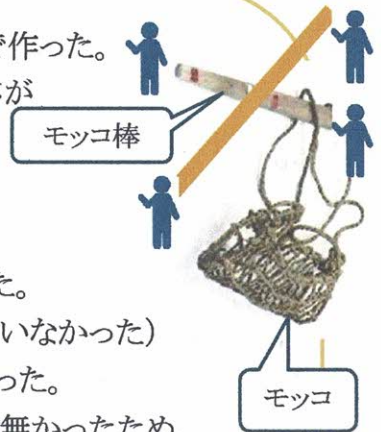 で作った。
が
モッコ棒
た。
いなかった)
った。
無かったため
モッコ